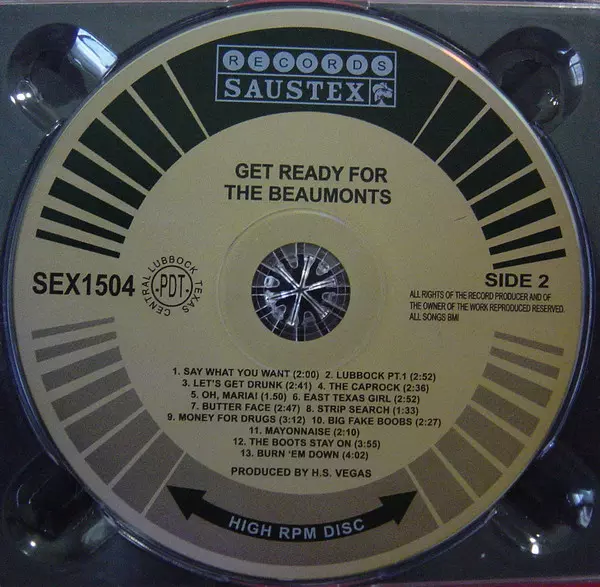 RECORDS
SAUSTEX
GET READY FOR
THE BEAUMONTS
SEX1504
CENTRAL LUBBOCK TEXAS
PDT.
SIDE 2
ALL RIGHTS OF THE RECORD PRODUCER AND OF
THE OWNER OF THE WORK REPRODUCED RESERVED.
ALL SONGS BMI
1. SAY WHAT YOU WANT (2:00) 2. LUBBOCK PT.1 (2:52)
3. LET'S GET DRUNK (2:41) 4. THE CAPROCK (2:36)
5. OH, MARIA! (1.50) 6. EAST TEXAS GIRL (2:52)
7. BUTTER FACE (2:47) 8. STRIP SEARCH (1:33)
9. MONEY FOR DRUGS (3:12) 10. BIG FAKE BOOBS (2:27)
11. MAYONNAISE (2:10)
12. THE BOOTS STAY ON (3:55)
13. BURN 'EM DOWN (4:02)
PRODUCED BY H.S. VEGAS
HIGH RPM DISC